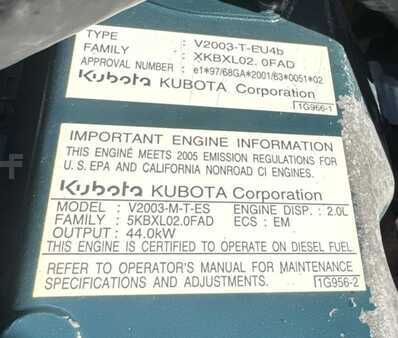 TYPE : V2003-T-EU4b
FAMILY : XKBXL02. 0FAD
APPROVAL NUMBER : e1*97/68GA*2001/63*0051*02
Kubota KUBOTA Corporation
1G966-1
IMPORTANT ENGINE INFORMATION
THIS ENGINE MEETS 2005 EMISSION REGULATIONS FOR
U. S. EPA AND CALIFORNIA NONROAD CI ENGINES.
Kubota KUBOTA Corporation
MODEL : V2003-M-T-ES ENGINE DISP. : 2.0L
FAMILY : 5KBXL02.0FAD ECS : EM
OUTPUT : 44.0kW
THIS ENGINE IS CERTIFIED TO OPERATE ON DIESEL FUEL.
REFER TO OPERATOR'S MANUAL FOR MAINTENANCE
SPECIFICATIONS AND ADJUSTMENTS.
1G956-2